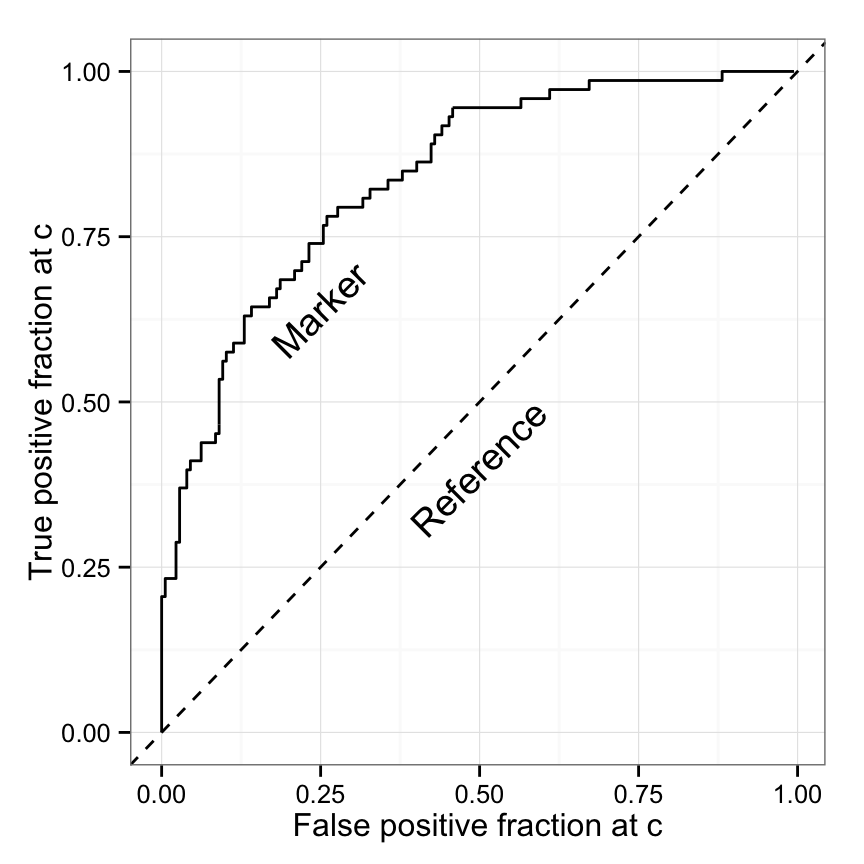 True positive fraction at c
1.00
0.75
0.50
0.25
0.00
Marker
Reference
0.00 0.25 0.50 0.75 1.00
False positive fraction at c